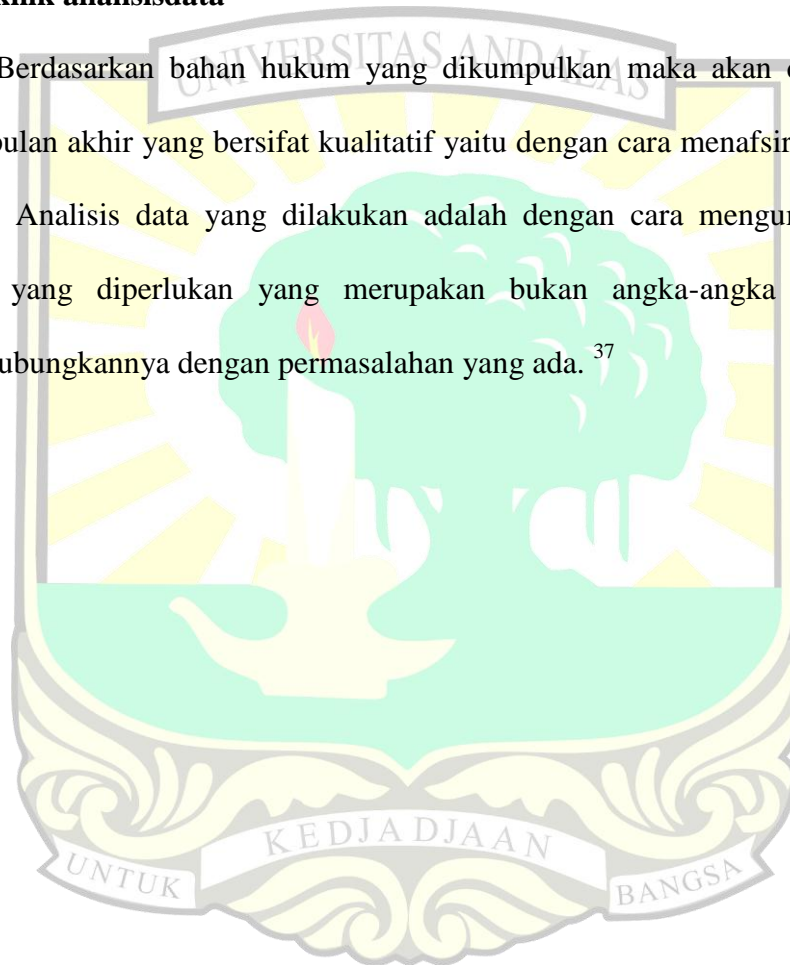 knik analisisdata
Berdasarkan bahan hukum yang dikumpulkan maka akan
pulan akhir yang bersifat kualitatif yaitu dengan cara menafsir
Analisis data yang dilakukan adalah dengan cara mengu
yang diperlukan yang merupakan bukan angka-angka
ubungkannya dengan permasalahan yang ada. 37
UNIVERSITAS ANDALAS
KEDJADJAAN
UNTUK
BANGSA